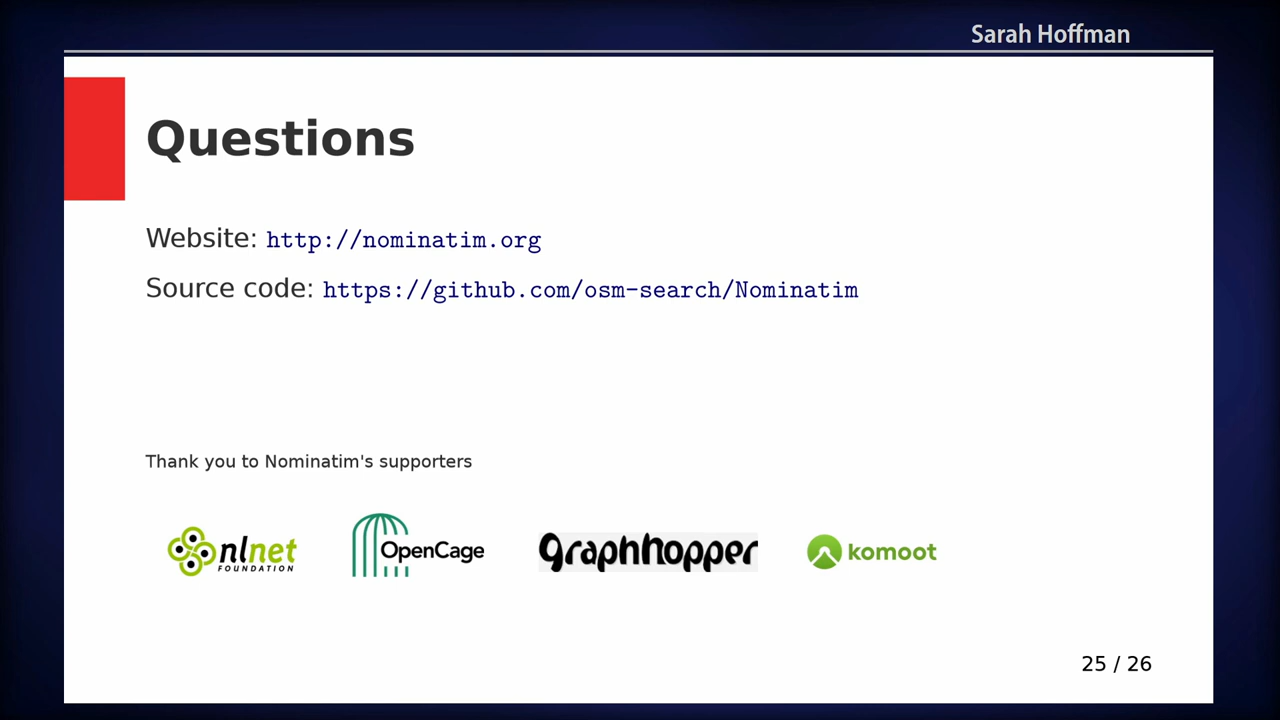 Sarah Hoffman
Questions
Website: http://nominatim.org
Source code: https://github.com/osm-search/Nominatim
Thank you to Nominatim's supporters
nlnet
FOUNDATION
OpenCage
graphhopper
komoot
25 / 26